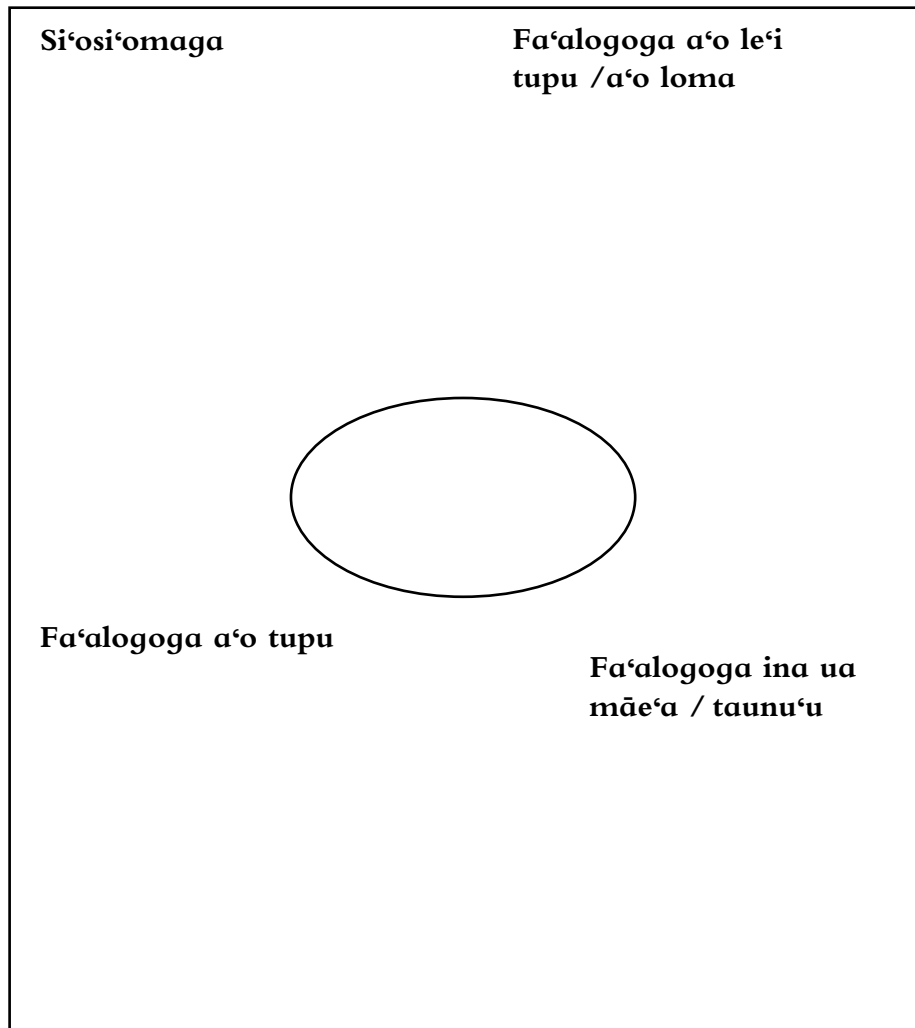 Si‘osi‘omaga
Fa‘alogoga a‘o le‘i
tupu /a‘o loma
Fa‘alogoga a‘o tupu
Fa‘alogoga ina ua
māe‘a / taunu‘u